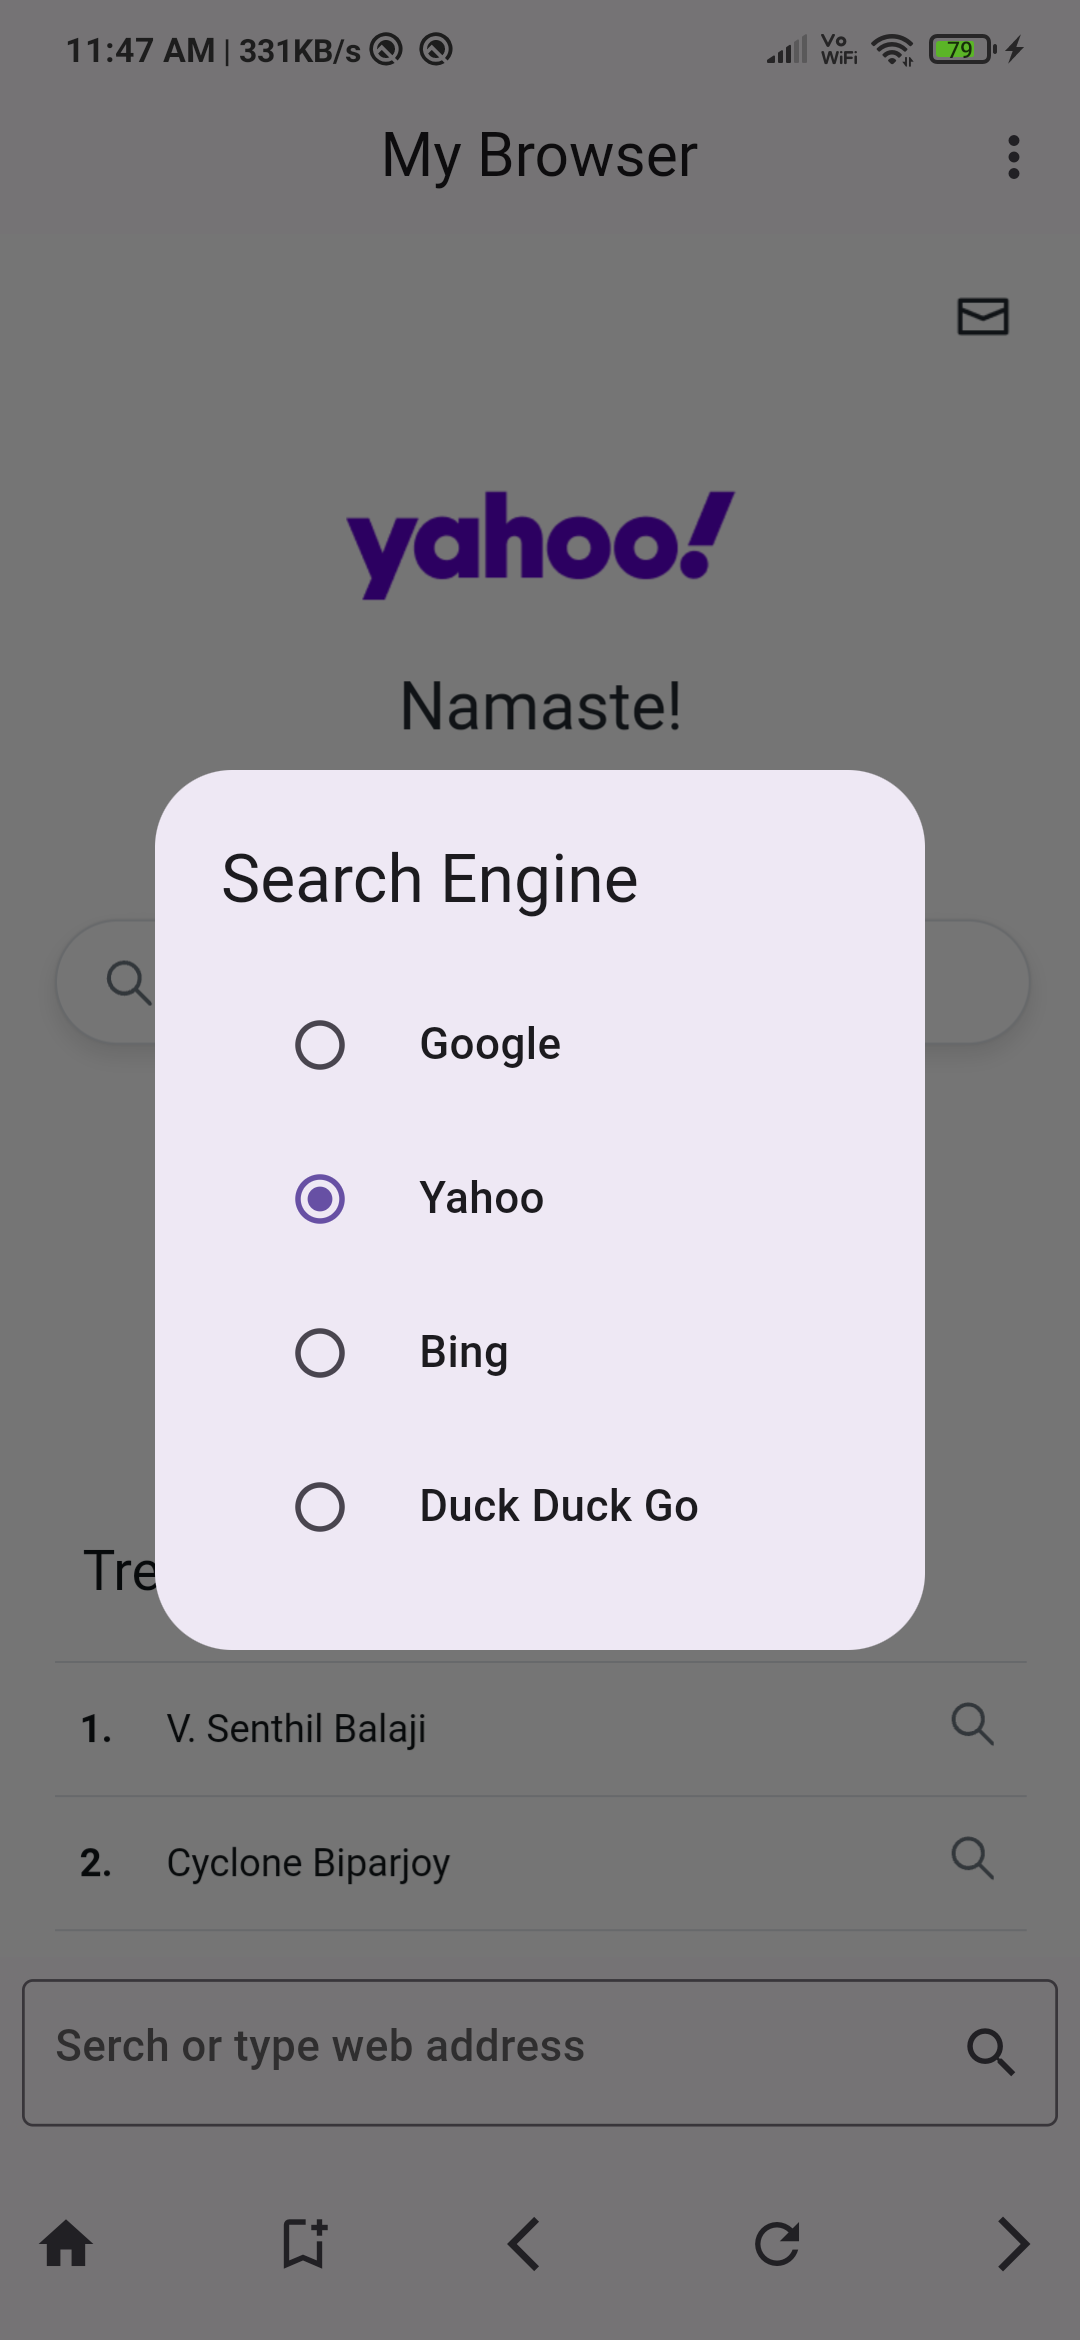 11:47 AM | 331KB/s Vo WiFi 79
My Browser
yahoo!
Namaste!
Search Engine
Google
Yahoo
Bing
Duck Duck Go
Tre
1. V. Senthil Balaji
2. Cyclone Biparjoy
Serch or type web address